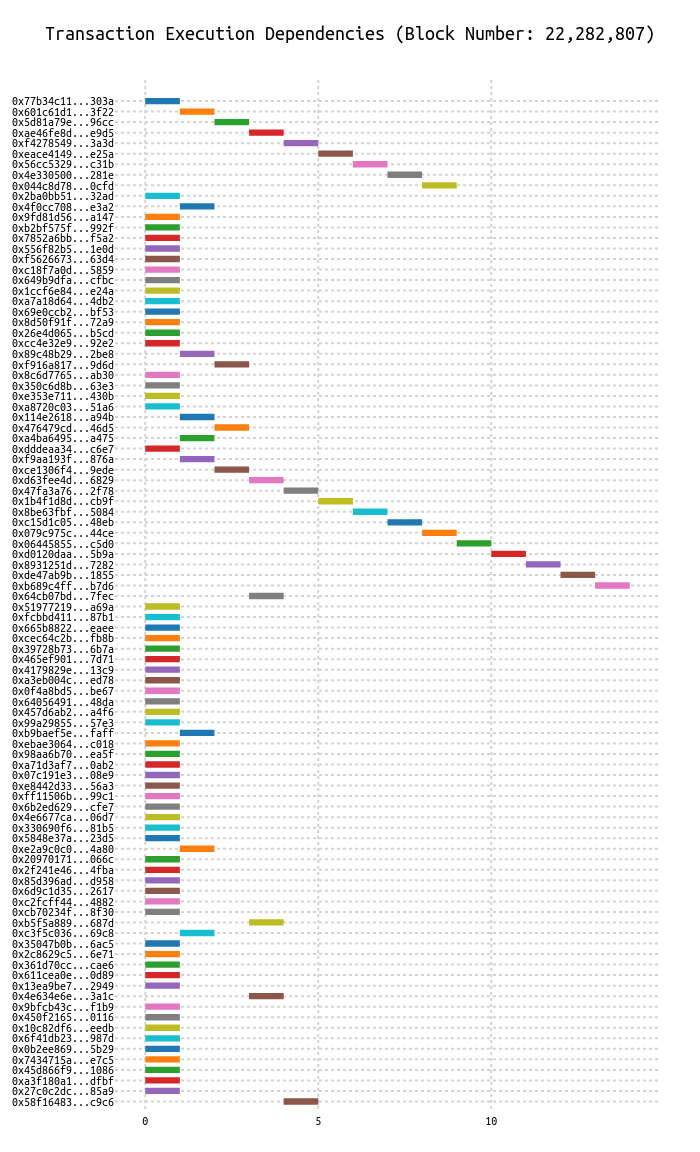 Transaction Execution Dependencies (Block Number: 22,282,807)
0x77b34c11...303a
0x601c61d1...3f22
0x5d81a79e...96cc
0xae46fe8d...e9d5
0xf4278549...3a3d
0xeace4149...e25a
0x56cc5329...c31b
0x4e330500...281e
0x044c8d78...0cfd
0x2ba0bb51...32ad
0x4f0cc708...e3a2
0x9fd81d56...a147
0xb2bf575f...992f
0x7852a6bb...f5a2
0x556f82b5...1e0d
0xf5626673...63d4
0xc18f7a0d...5859
0x649b9dfa...cfbc
0x1ccf6e84...e24a
0xa7a18d64...4db2
0x69e0ccb2...bf53
0x8d50f91f...72a9
0x26e4d065...b5cd
0xcc4e32e9...92e2
0x89c48b29...2be8
0xf916a817...9d6d
0x8c6d7765...ab30
0x350c6d8b...63e3
0xe353e711...430b
0xa8720c03...51a6
0x114e2618...a94b
0x476479cd...46d5
0xa4ba6495...a475
0xdddeaa34...c6e7
0xf9aa193f...876a
0xce1306f4...9ede
0xd63fee4d...6829
0x47fa3a76...2f78
0x1b4f1d8d...cb9f
0x8be63fbf...5084
0xc15d1c05...48eb
0x079c975c...44ce
0x06445855...c5d0
0xd0120daa...5b9a
0x8931251d...7282
0xde47ab9b...1855
0xb689c4ff...b7d6
0x64cb07bd...7fec
0x51977219...a69a
0xfcbbd411...87b1
0x665b8822...eaee
0xcec64c2b...fb8b
0x39728b73...6b7a
0x465ef901...7d71
0x4179829e...13c9
0xa3eb004c...ed78
0x0f4a8bd5...be67
0x64056491...48da
0x457d6ab2...a4f6
0x99a29855...57e3
0xb9baef5e...faff
0xebae3064...c018
0x98aa6b70...ea5f
0xa71d3af7...0ab2
0x07c191e3...08e9
0xe8442d33...56a3
0xff11506b...99c1
0x6b2ed629...cfe7
0x4e6677ca...06d7
0x330690f6...81b5
0x5848e37a...23d5
0xe2a9c0c0...4a80
0x20970171...066c
0x2f241e46...4fba
0x85d396ad...d958
0x6d9c1d35...2617
0xc2fcff44...4882
0xcb70234f...8f30
0xb5f5a889...687d
0xc3f5c036...69c8
0x35047b0b...6ac5
0x2c8629c5...6e71
0x361d70cc...cae6
0x611cea0e...0d89
0x13ea9be7...2949
0x4e634e6e...3a1c
0x9bfcb43c...f1b9
0x450f2165...0116
0x10c82df6...eedb
0x6f41db23...987d
0x0b2ee869...5b29
0x7434715a...e7c5
0x45d866f9...1086
0xa3f180a1...dfbf
0x27c0c2dc...85a9
0x58f16483...c9c6
0 5 10